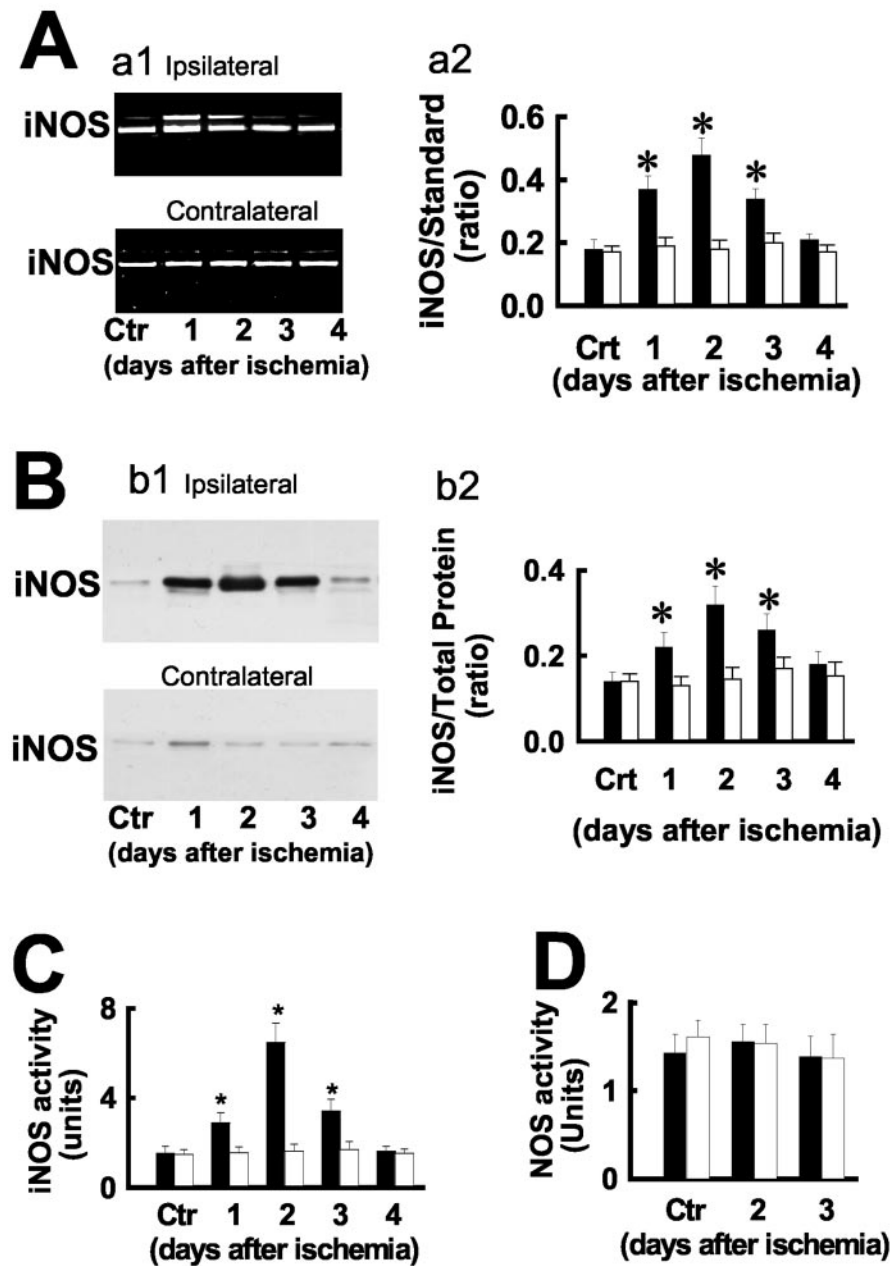 A
a1 Ipsilateral
iNOS
Contralateral
iNOS
Ctr 1 2 3 4
(days after ischemia)
a2
iNOS/Standard
(ratio)
0.6
0.4
0.2
0.0
* * *
Crt 1 2 3 4
(days after ischemia)
B
b1 Ipsilateral
iNOS
Contralateral
iNOS
Ctr 1 2 3 4
(days after ischemia)
b2
iNOS/Total Protein
(ratio)
0.4
0.2
0.0
* * *
Crt 1 2 3 4
(days after ischemia)
C
iNOS activity
(units)
8
4
0
* * *
Ctr 1 2 3 4
(days after ischemia)
D
NOS activity
(Units)
2
1
0
Ctr 2 3
(days after ischemia)